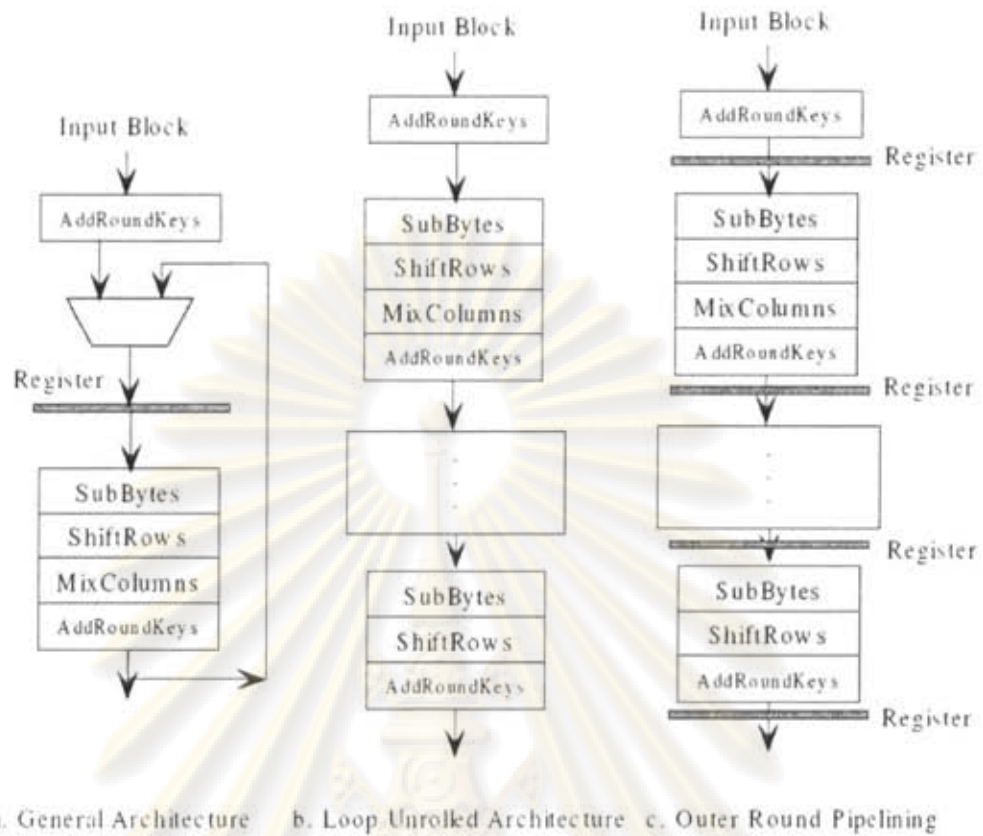 Input Block
AddRoundKeys
Register
SubBytes
ShiftRows
MixColumns
AddRoundKeys
. General Architecture
Input Block
AddRoundKeys
SubBytes
ShiftRows
MixColumns
AddRoundKeys
.
.
.
SubBytes
ShiftRows
AddRoundKeys
b. Loop Unrolled Architecture
Input Block
AddRoundKeys
Register
SubBytes
ShiftRows
MixColumns
AddRoundKeys
Register
.
.
.
Register
SubBytes
ShiftRows
AddRoundKeys
Register
c. Outer Round Pipelining